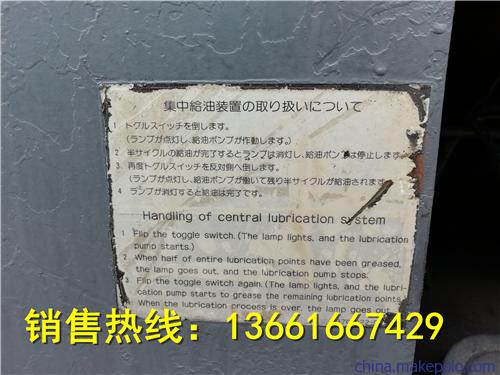 集中給油装置の取り扱いについて
1 トグルスイッチを倒します。
(ランプが点灯し、給油ポンプが作動します。)
2 半サイクルの給油が完了するとランプは消灯し、給油ポンプは停止します
3 再度トグルスイッチを反対側へ倒します。
(ランプが点灯し、給油ポンプが働いて残り半サイクルが給油されます
4 ランプが消灯すると給油は完了です。
Handling of central lubrication system
1 Flip the toggle switch.(The lamp lights, and the lubrication
pump starts.)
2 When half of entire lubrication points have been greased,
the lamp goes out, and the lubrication pump stops.
3 Flip the toggle switch again.(The lamp lights, and the lubri-
cation pump starts to grease the remaining lubrication points.
When the lubrication process is over, the lamp goes out
销售热线：13661667429
china.makepolo.com